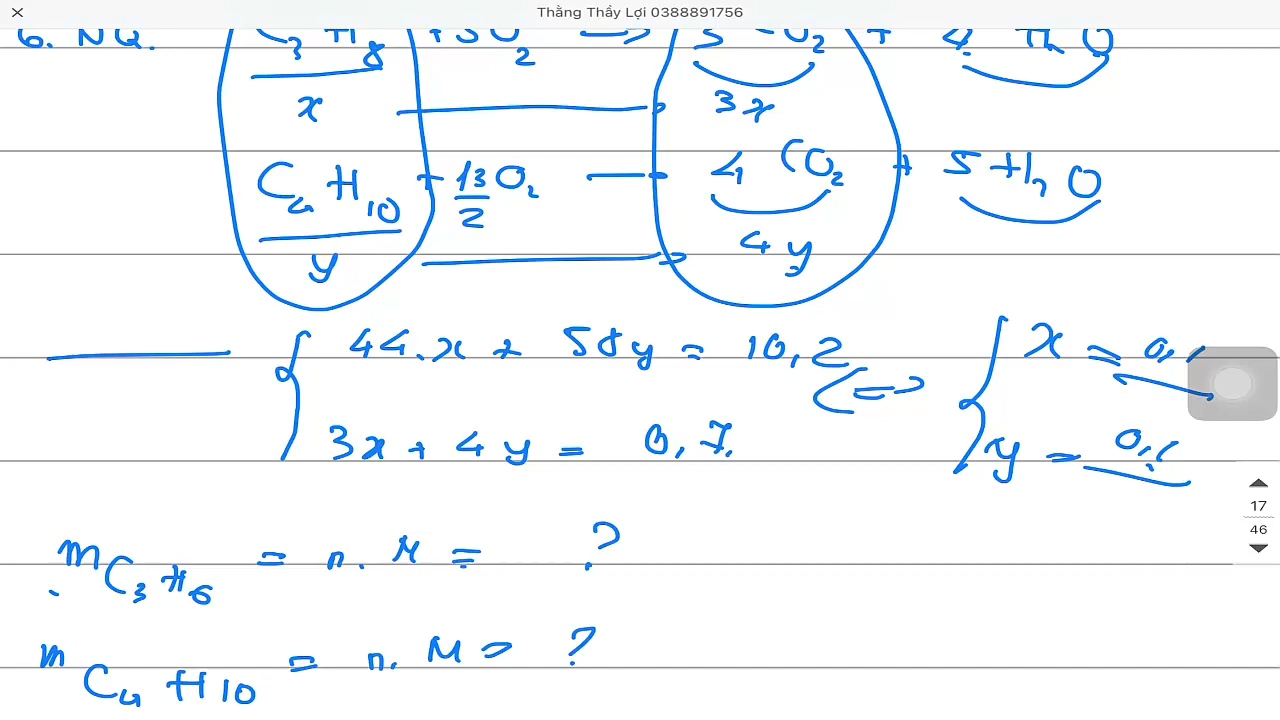 Thằng Thầy Lợi 0388891756
6. NQ. C3H8 + 5O2 => 3CO2 + 4H2O
x 3x
C4H10 + 13/2 O2 4CO2 + 5H2O
y 4y
44.x + 58y = 10,2 <=> x = 0,1
3x + 4y = 0,7. y = 0,1
17
46
mC3H6 = n. M = ?
mC4H10 = n. M = ?